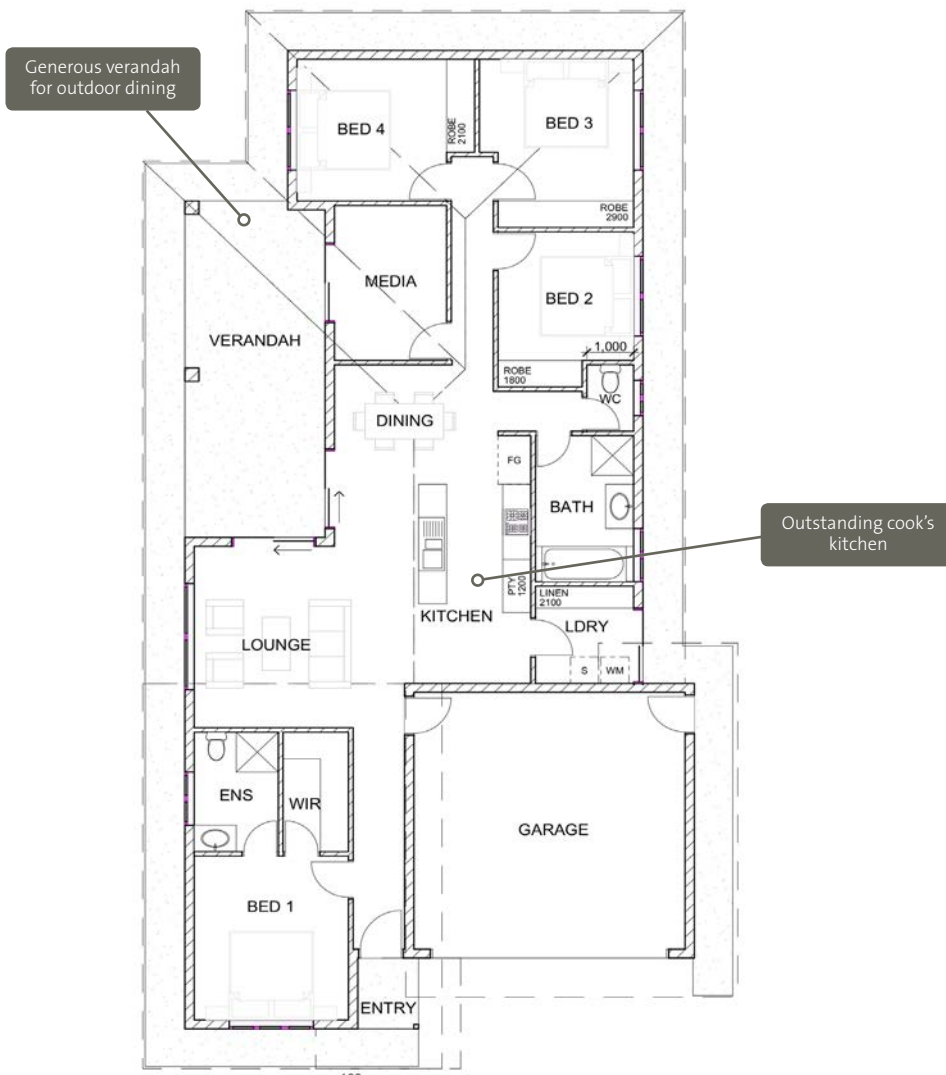 Generous verandah
for outdoor dining
BED 4
ROBE
2100
BED 3
ROBE
2900
MEDIA
BED 2
VERANDAH
1,000
ROBE
1800
WC
DINING
FG
BATH
Outstanding cook's
kitchen
PTY
1200
LINEN
2100
KITCHEN
LDRY
LOUNGE
S
WM
ENS
WIR
GARAGE
BED 1
ENTRY